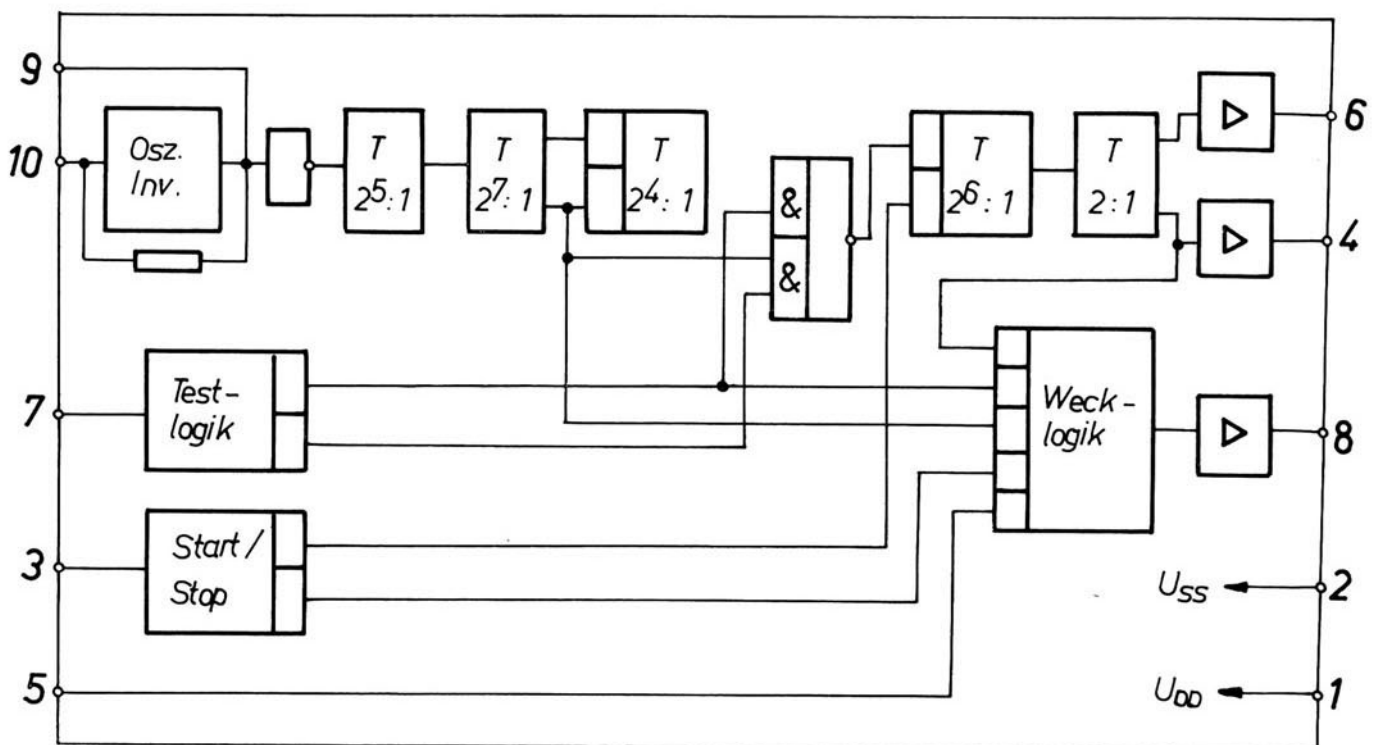 9
10
Osz.
Inv.
T
2⁵:1
T
2⁷:1
T
2⁴:1
&
&
T
2⁶:1
T
2:1
▷
6
▷
4
7
Test-
logik
Weck-
logik
▷
8
3
Start/
Stop
U_SS
2
5
U_DD
1